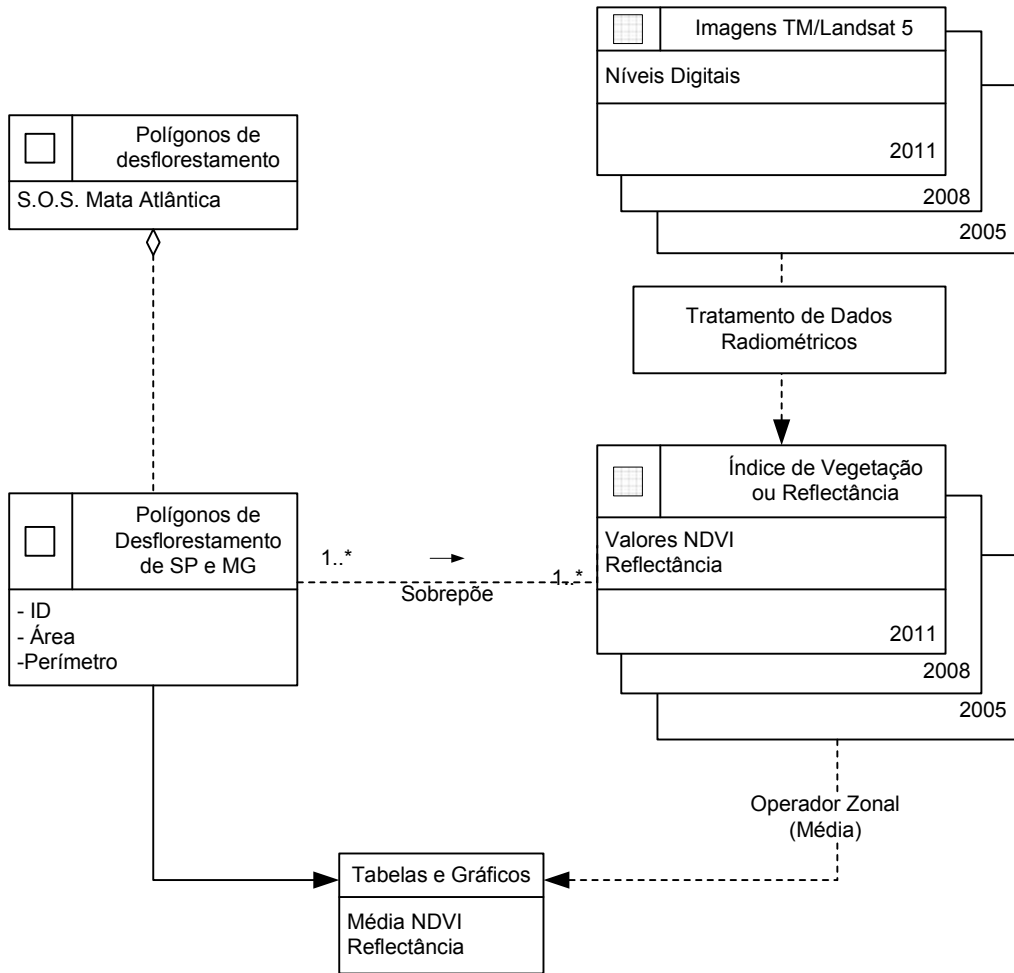 Imagens TM/Landsat 5
Níveis Digitais
2011
2008
2005
Polígonos de
desflorestamento
S.O.S. Mata Atlântica
Tratamento de Dados
Radiométricos
Índice de Vegetação
ou Reflectância
Valores NDVI
Reflectância
2011
2008
2005
Polígonos de
Desflorestamento
de SP e MG
- ID
- Área
-Perímetro
1..*
Sobrepõe
1..*
Operador Zonal
(Média)
Tabelas e Gráficos
Média NDVI
Reflectância